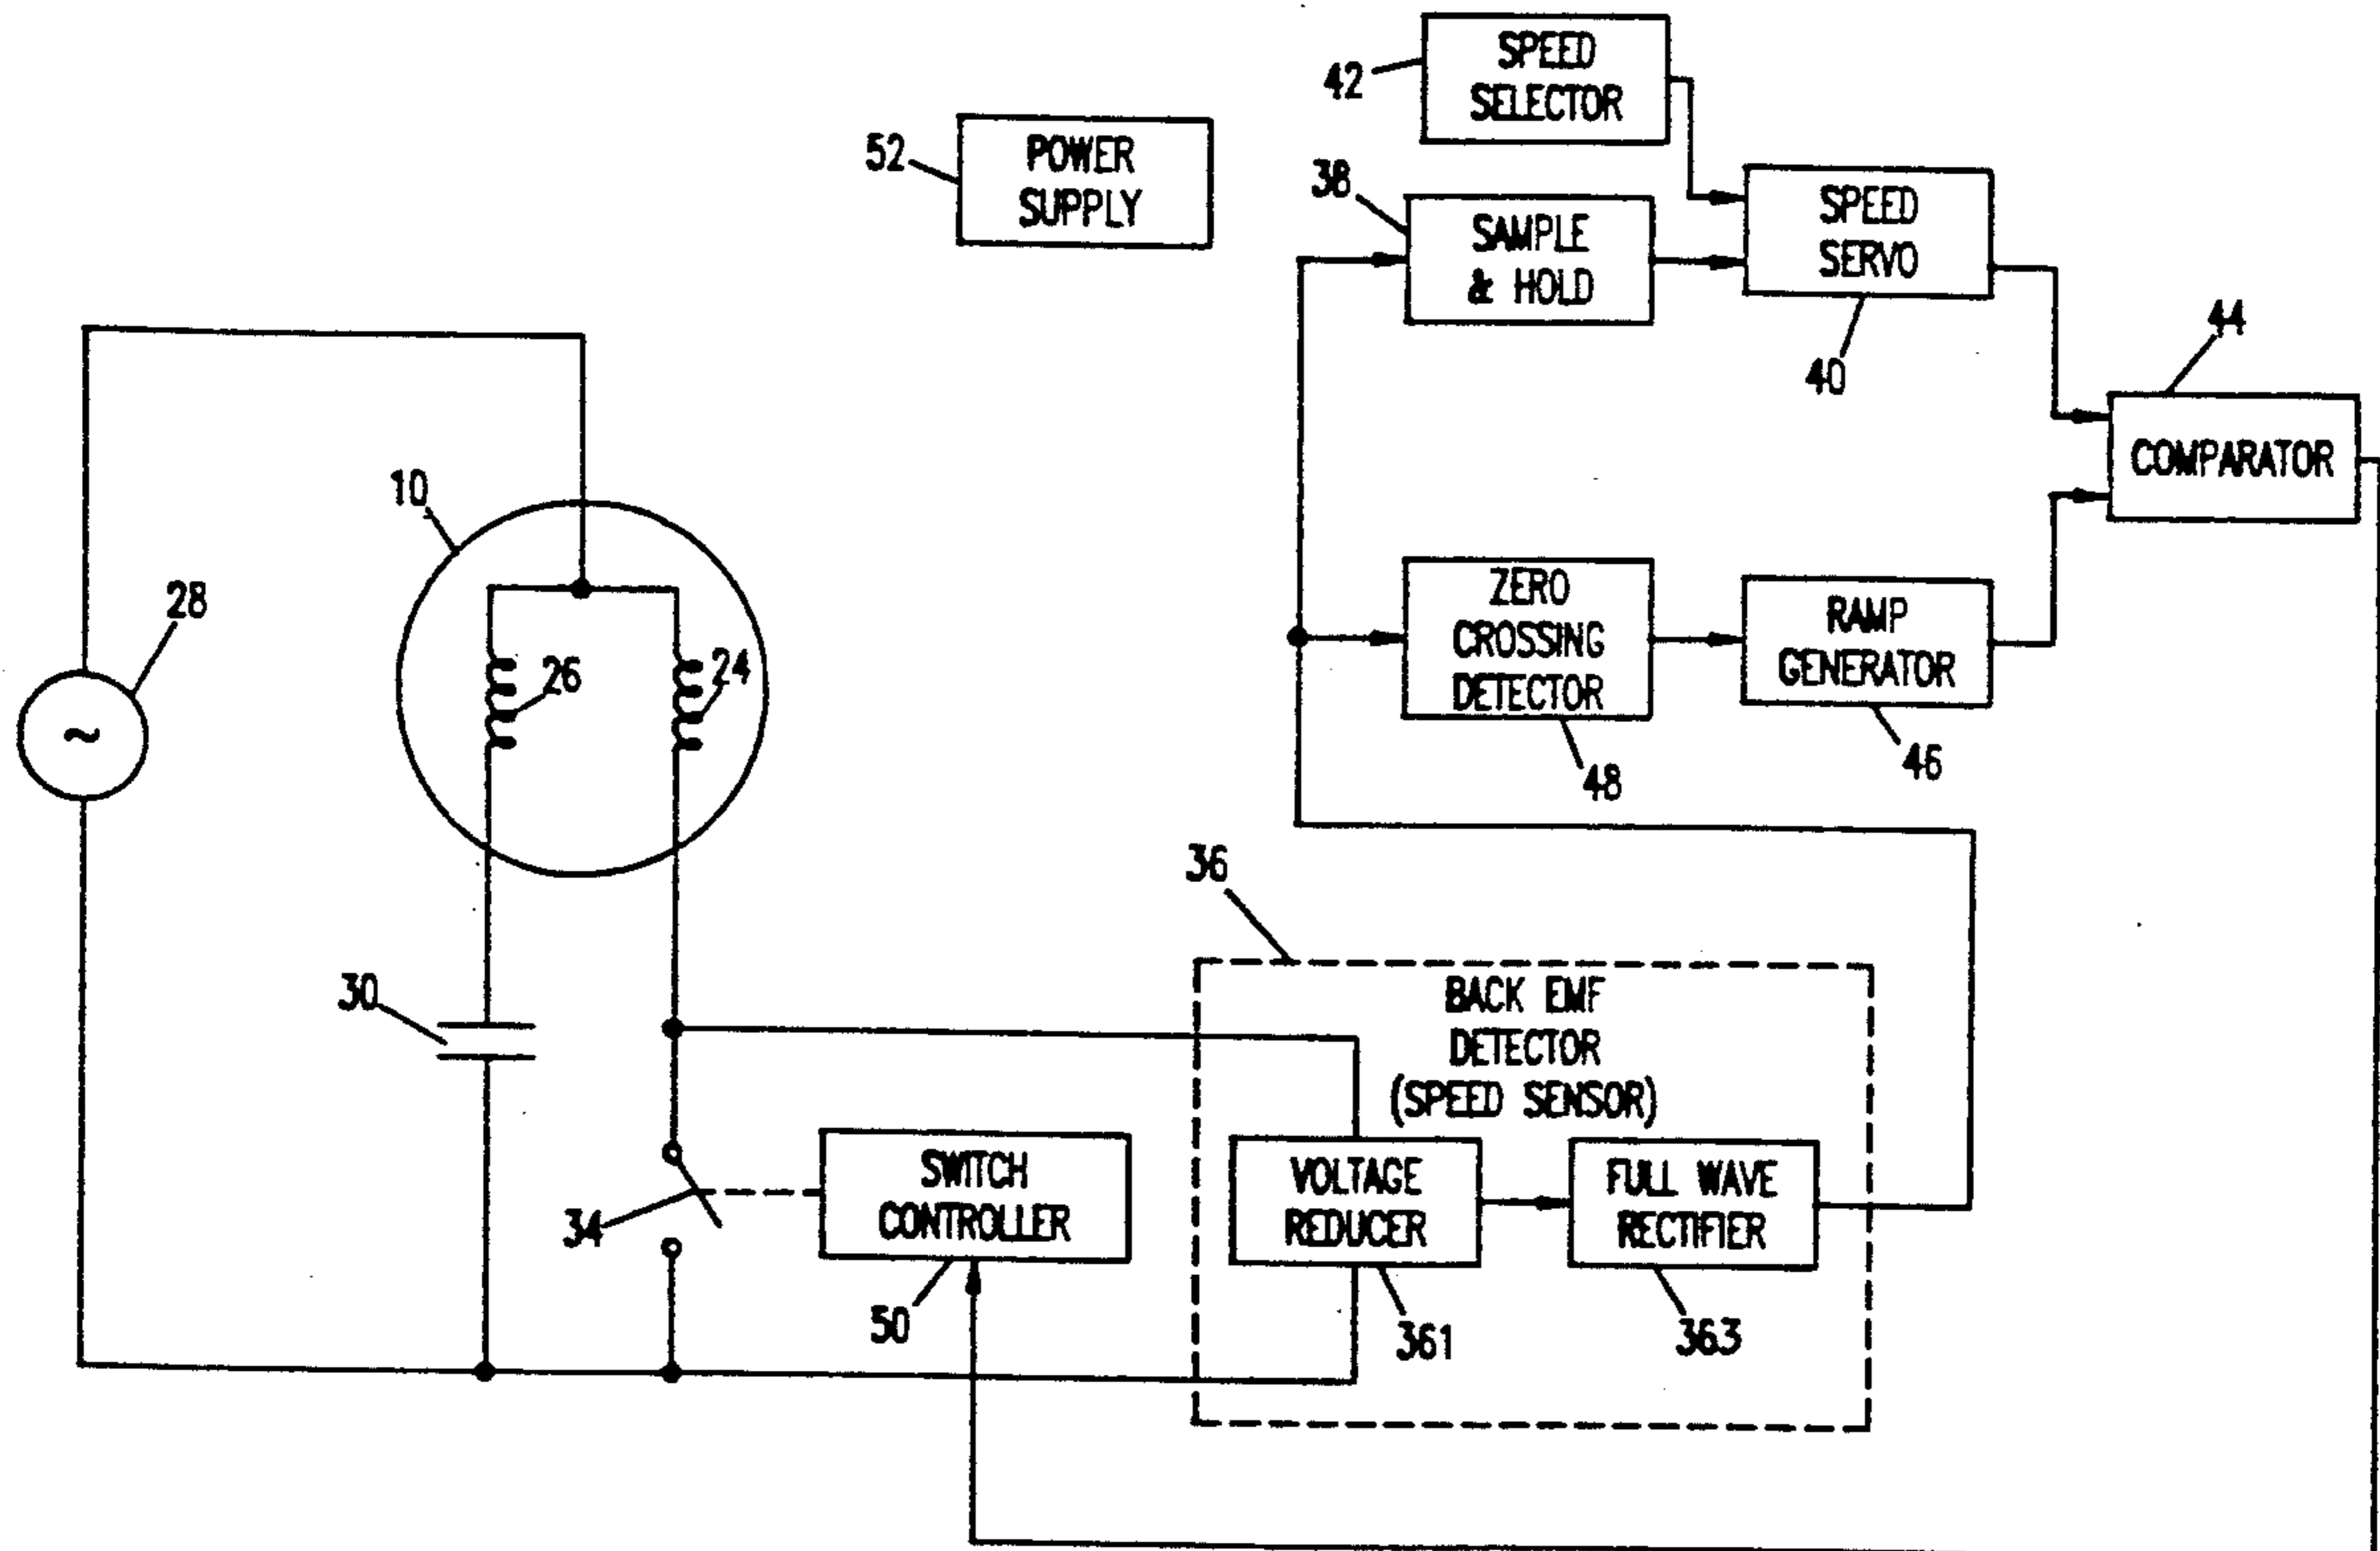 SPEED
SELECTOR
42
52
POWER
SUPPLY
38
SAMPLE
& HOLD
SPEED
SERVO
40
44
COMPARATOR
10
28
26
24
ZERO
CROSSING
DETECTOR
48
RAMP
GENERATOR
46
36
30
BACK EMF
DETECTOR
(SPEED SENSOR)
34
SWITCH
CONTROLLER
50
VOLTAGE
REDUCER
361
FULL WAVE
RECTIFIER
363
~